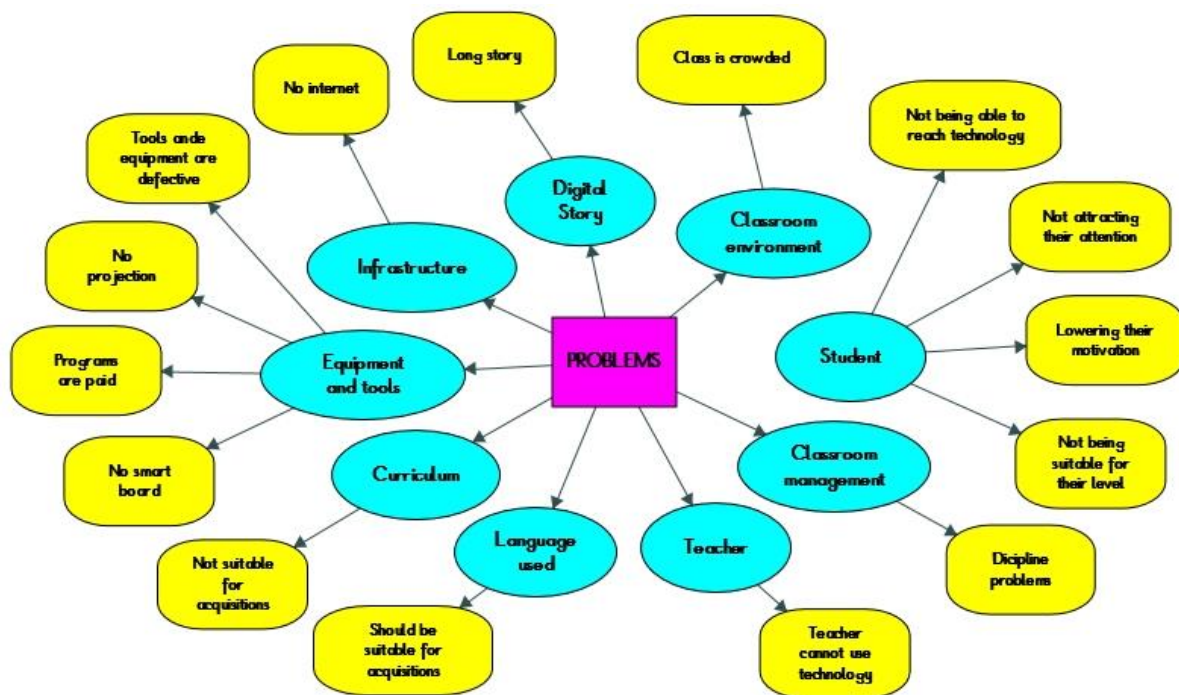 Long story
Class is crowded
No internet
Not being able to
reach technology
Tools ande
equipment are
defective
Digital
Story
Classroom
environment
Not attracting
their attention
No
projection
Infrastructure
Programs
are paid
Equipment
and tools
PROBLEMS
Student
Lowering their
motivation
No smart
board
Curriculum
Classroom
management
Not being
suitable for
their level
Language
used
Teacher
Not suitable
for
acquisitions
Dicipline
problems
Should be
suitable for
acquisitions
Teacher
cannot use
technology